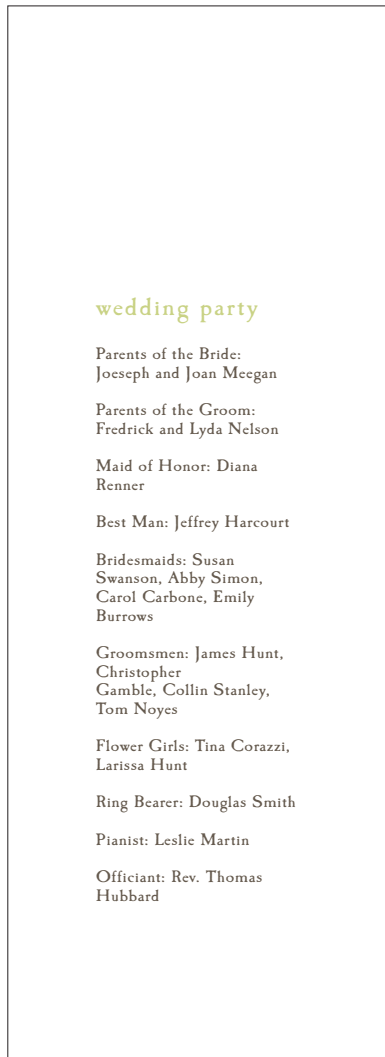 wedding party
Parents of the Bride:
Joeseph and Joan Meegan
Parents of the Groom:
Fredrick and Lyda Nelson
Maid of Honor: Diana
Renner
Best Man: Jeffrey Harcourt
Bridesmaids: Susan
Swanson, Abby Simon,
Carol Carbone, Emily
Burrows
Groomsmen: James Hunt,
Christopher
Gamble, Collin Stanley,
Tom Noyes
Flower Girls: Tina Corazzi,
Larissa Hunt
Ring Bearer: Douglas Smith
Pianist: Leslie Martin
Officiant: Rev. Thomas
Hubbard